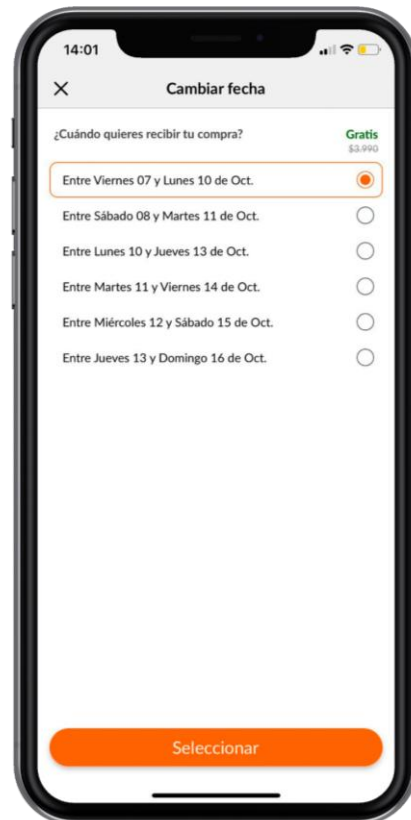 14:01
Cambiar fecha
¿Cuándo quieres recibir tu compra?
Gratis
$3.990
Entre Viernes 07 y Lunes 10 de Oct.
Entre Sábado 08 y Martes 11 de Oct.
Entre Lunes 10 y Jueves 13 de Oct.
Entre Martes 11 y Viernes 14 de Oct.
Entre Miércoles 12 y Sábado 15 de Oct.
Entre Jueves 13 y Domingo 16 de Oct.
Seleccionar